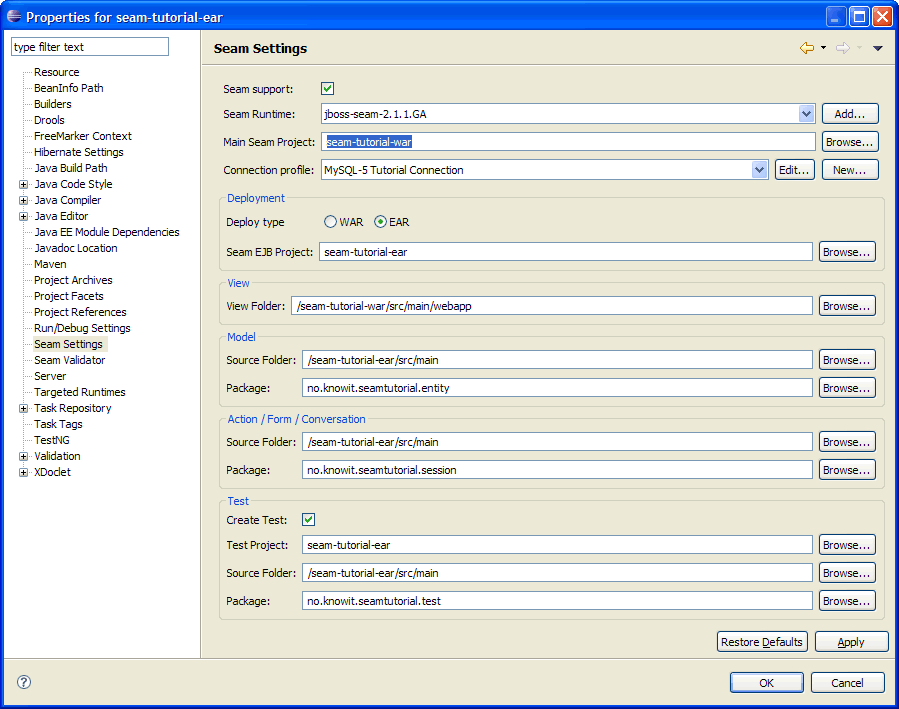 Properties for seam-tutorial-ear
type filter text
Resource
BeanInfo Path
Builders
Drools
FreeMarker Context
Hibernate Settings
Java Build Path
Java Code Style
Java Compiler
Java Editor
Java EE Module Dependencies
Javadoc Location
Maven
Project Archives
Project Facets
Project References
Run/Debug Settings
Seam Settings
Seam Validator
Server
Targeted Runtimes
Task Repository
Task Tags
TestNG
Validation
XDoclet
Seam Settings
Seam support:
Seam Runtime: jboss-seam-2.1.1.GA Add...
Main Seam Project: seam-tutorial-war Browse...
Connection profile: MySQL-5 Tutorial Connection Edit... New...
Deployment
Deploy type WAR EAR
Seam EJB Project: seam-tutorial-ear Browse...
View
View Folder: /seam-tutorial-war/src/main/webapp Browse...
Model
Source Folder: /seam-tutorial-ear/src/main Browse...
Package: no.knowit.seamtutorial.entity Browse...
Action / Form / Conversation
Source Folder: /seam-tutorial-ear/src/main Browse...
Package: no.knowit.seamtutorial.session Browse...
Test
Create Test:
Test Project: seam-tutorial-ear Browse...
Source Folder: /seam-tutorial-ear/src/main Browse...
Package: no.knowit.seamtutorial.test Browse...
Restore Defaults Apply
? OK Cancel